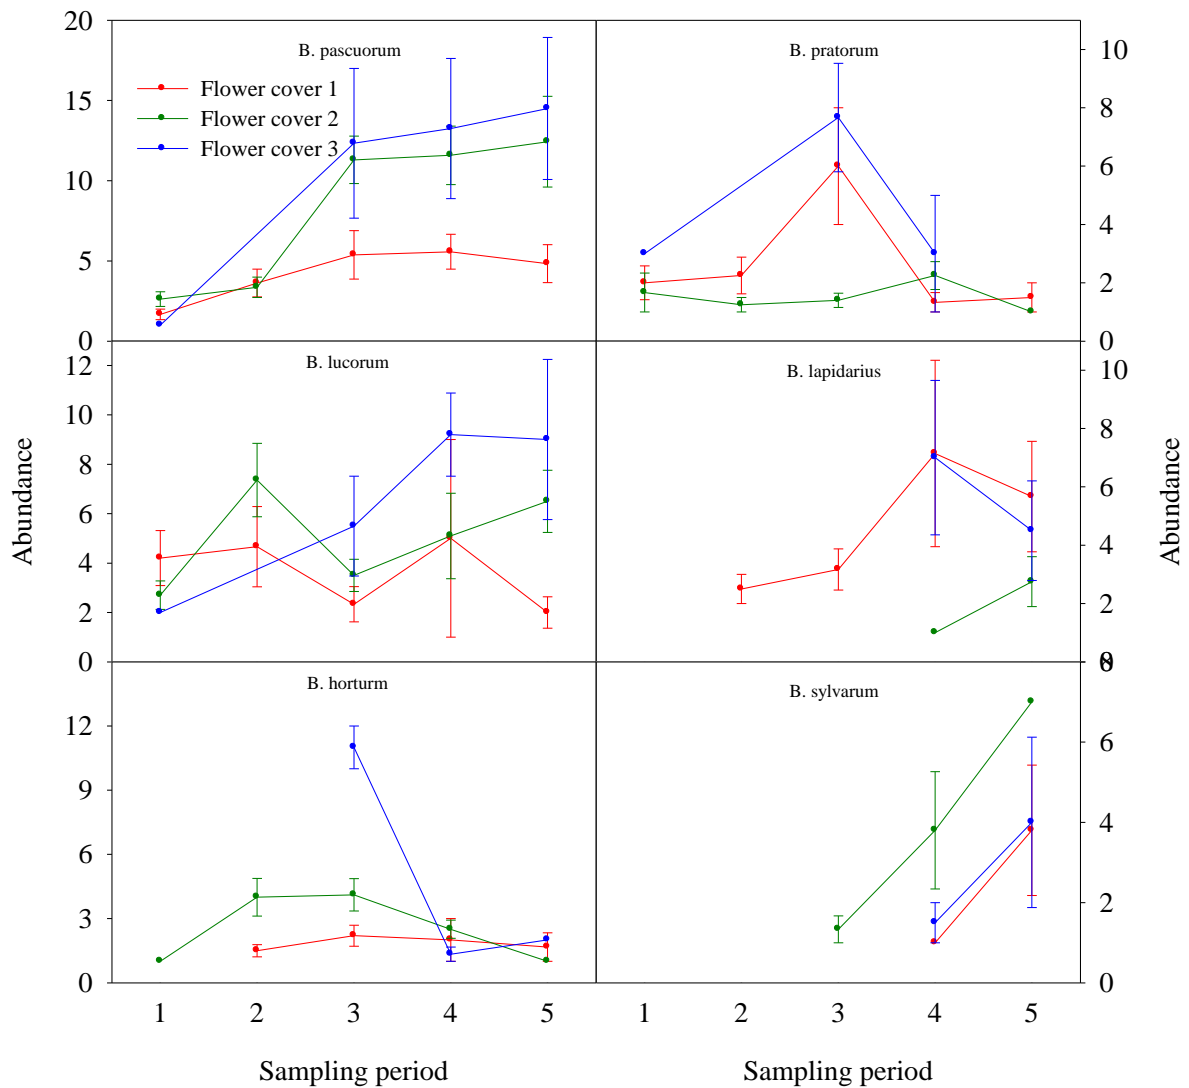 20
B. pascuorum
B. pratorum
10
Flower cover 1
15
Flower cover 2
8
Flower cover 3
10
6
4
5
2
0
0
B. lucorum
B. lapidarius
12
10
10
8
8
6
6
4
4
2
2
0
0
Abundance
Abundance
B. horturm
B. sylvarum
8
12
6
9
4
6
3
2
0
0
1 2 3 4 5
1 2 3 4 5
Sampling period
Sampling period